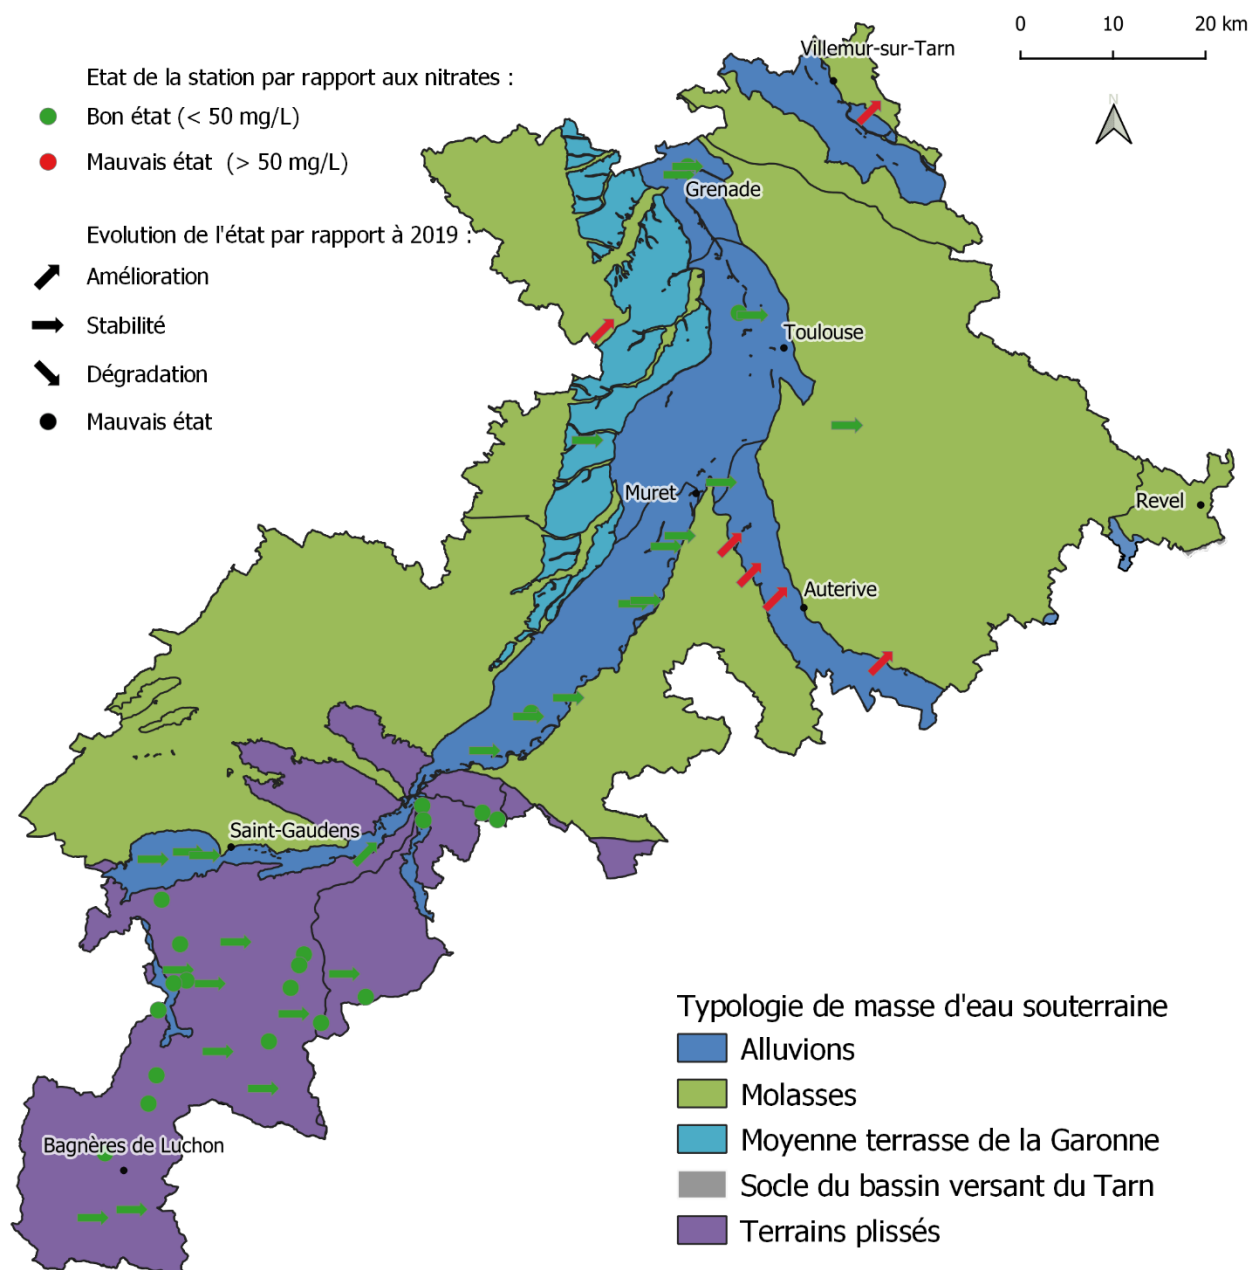 0 10 20 km
N
Etat de la station par rapport aux nitrates :
Bon état (< 50 mg/L)
Mauvais état (> 50 mg/L)
Evolution de l'état par rapport à 2019 :
Amélioration
Stabilité
Dégradation
Mauvais état
Villemur-sur-Tarn
Grenade
Toulouse
Muret
Revel
Auterive
Saint-Gaudens
Bagnères de Luchon
Typologie de masse d'eau souterraine
Alluvions
Molasses
Moyenne terrasse de la Garonne
Socle du bassin versant du Tarn
Terrains plissés